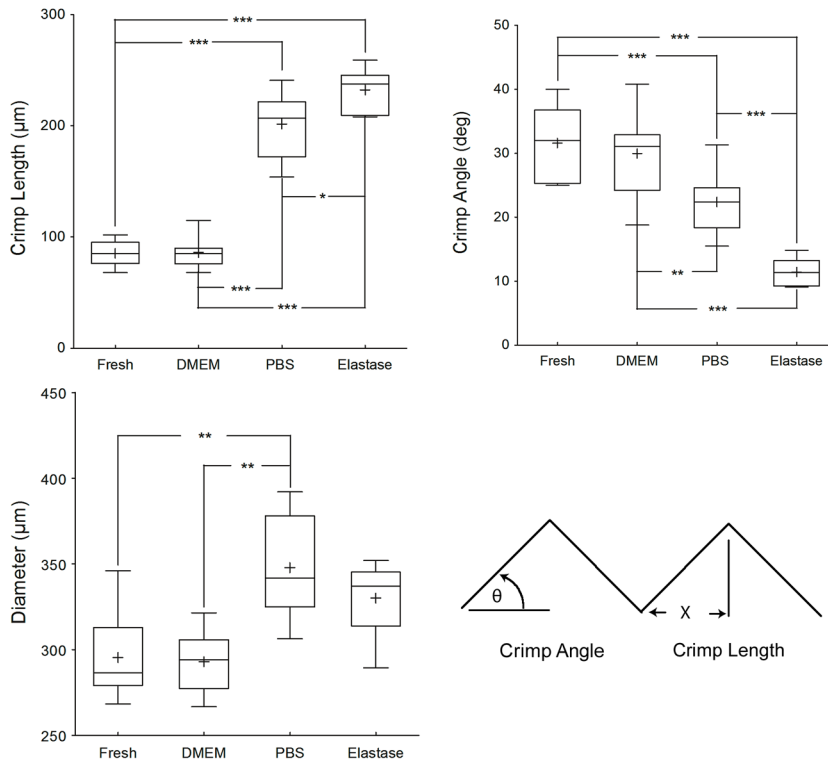 Crimp Length (μm)
300
200
100
0
***
***
*
***
***
Fresh DMEM PBS Elastase
Crimp Angle (deg)
50
40
30
20
10
0
***
***
***
**
***
Fresh DMEM PBS Elastase
Diameter (μm)
450
400
350
300
250
**
**
Fresh DMEM PBS Elastase
θ
X
Crimp Angle
Crimp Length